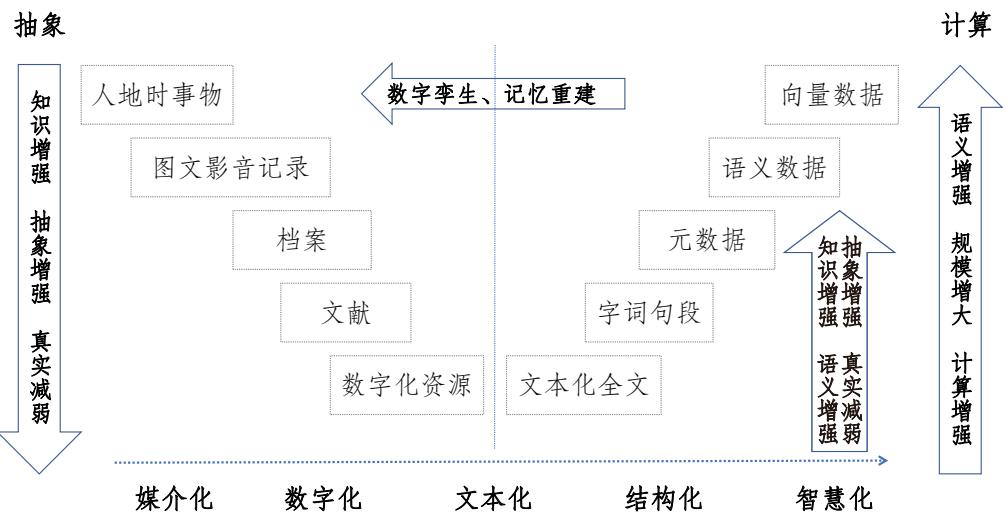 抽象
计算
人地时事物
数字孪生、记忆重建
向量数据
图文影音记录
语义数据
档案
元数据
文献
字词句段
数字化资源
文本化全文
知识增强 抽象增强 真实减弱
知识增强 语义增强
抽象增强 真实减弱
语义增强 规模增大 计算增强
媒介化
数字化
文本化
结构化
智慧化